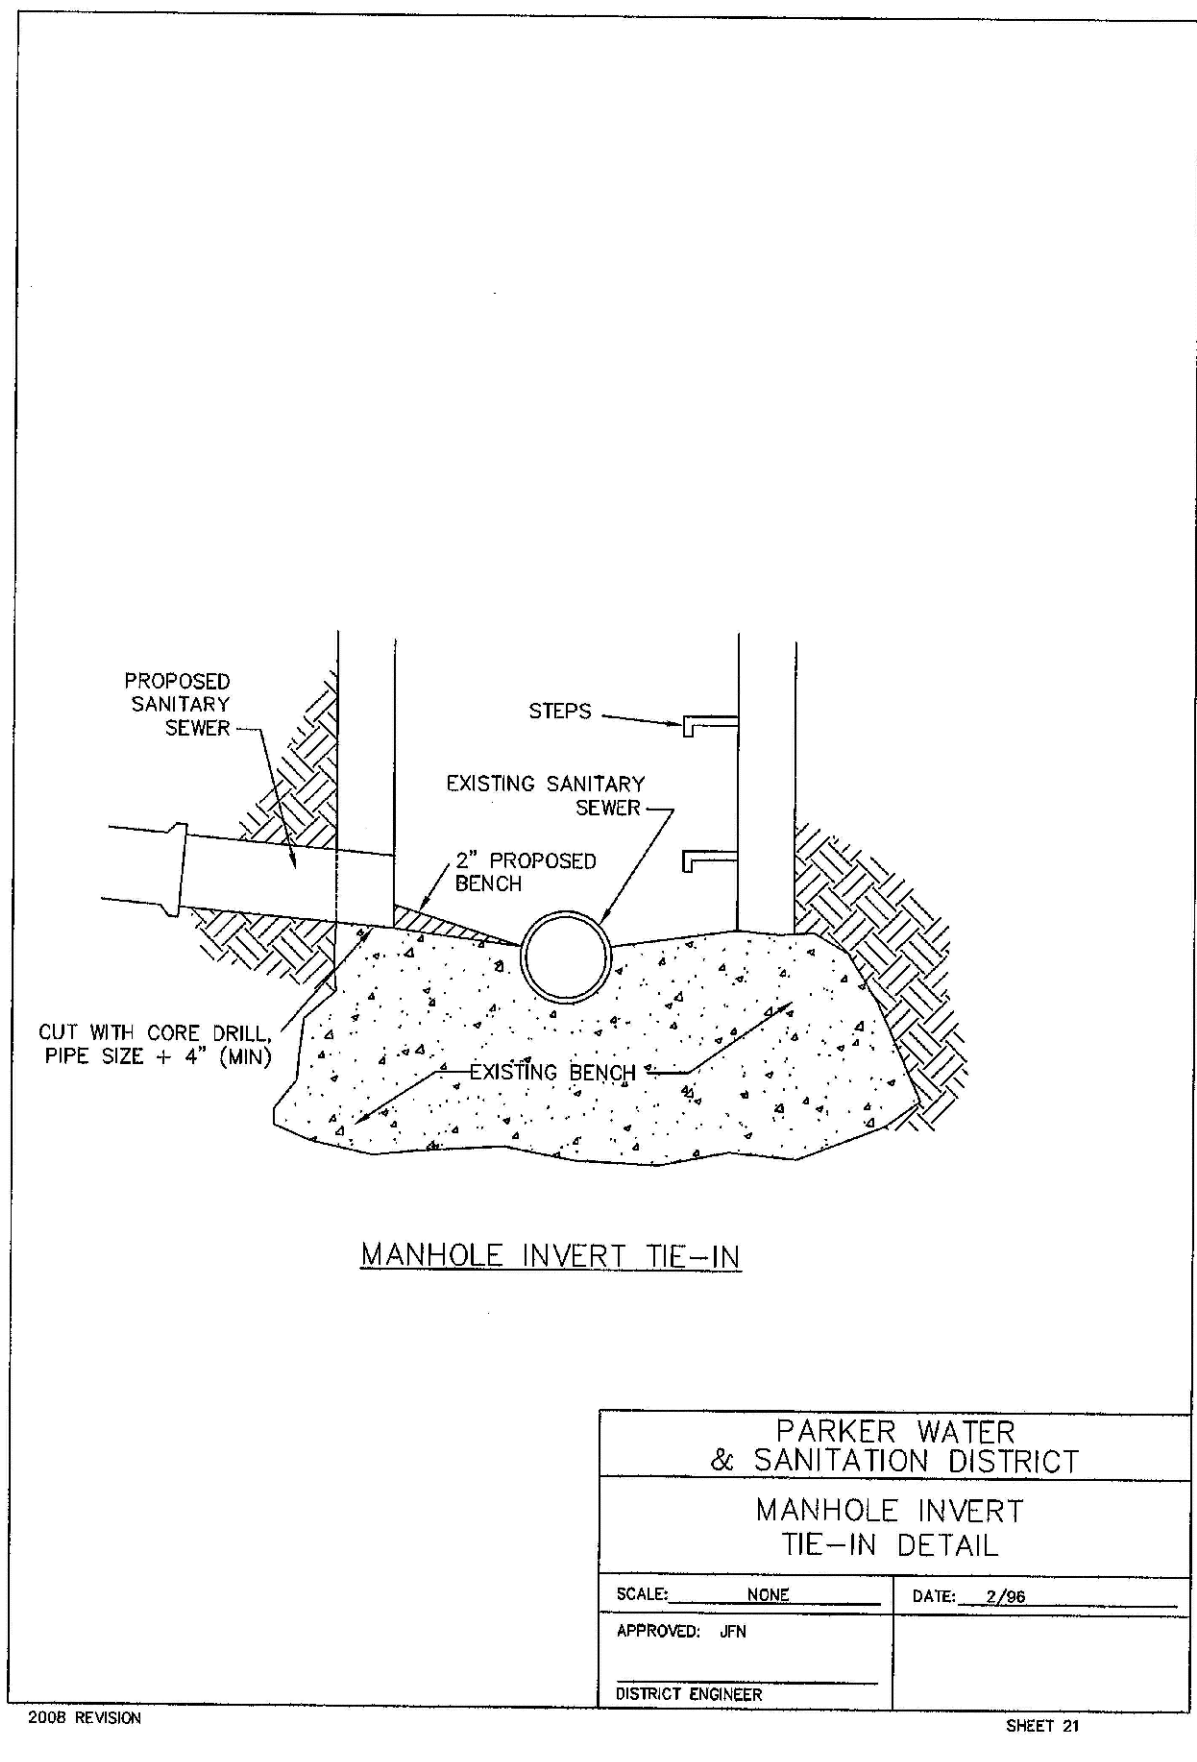 PROPOSED
SANITARY
SEWER
STEPS
EXISTING SANITARY
SEWER
2" PROPOSED
BENCH
CUT WITH CORE DRILL,
PIPE SIZE + 4" (MIN)
EXISTING BENCH
MANHOLE INVERT TIE-IN
PARKER WATER
& SANITATION DISTRICT
MANHOLE INVERT
TIE-IN DETAIL
SCALE: NONE
DATE: 2/96
APPROVED: JFN
DISTRICT ENGINEER
2008 REVISION
SHEET 21